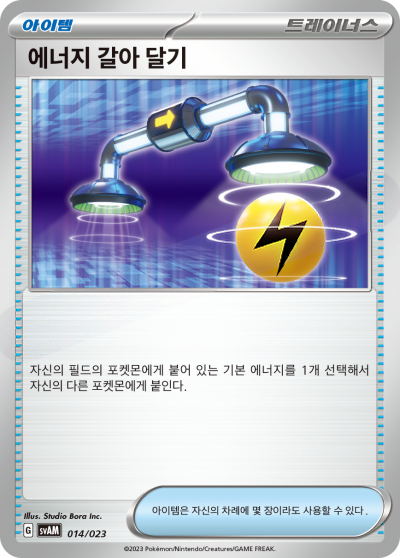 아이템
트레이너스
에너지 갈아 달기
자신의 필드의 포켓몬에게 붙어 있는 기본 에너지를 1개 선택해서
자신의 다른 포켓몬에게 붙인다.
Illus. Studio Bora Inc.
G svAM 014/023
아이템은 자신의 차례에 몇 장이라도 사용할 수 있다.
©2023 Pokémon/Nintendo/Creatures/GAME FREAK.